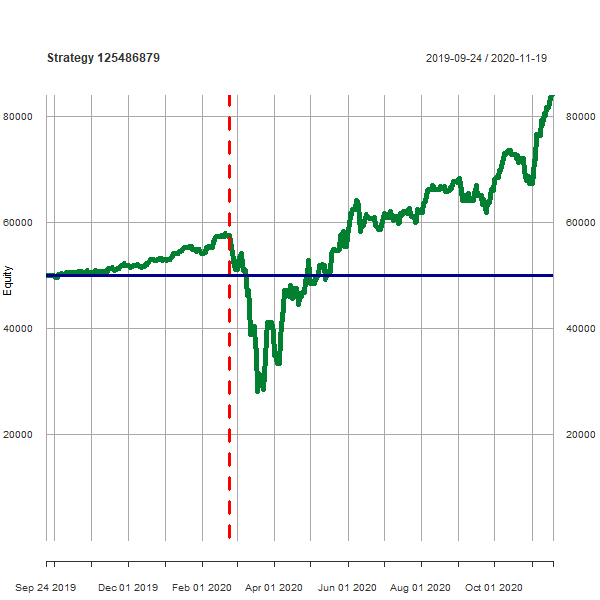 Strategy 125486879
2019-09-24 / 2020-11-19
80000
80000
60000
60000
Equity
40000
40000
20000
20000
Sep 24 2019
Dec 01 2019
Feb 01 2020
Apr 01 2020
Jun 01 2020
Aug 01 2020
Oct 01 2020